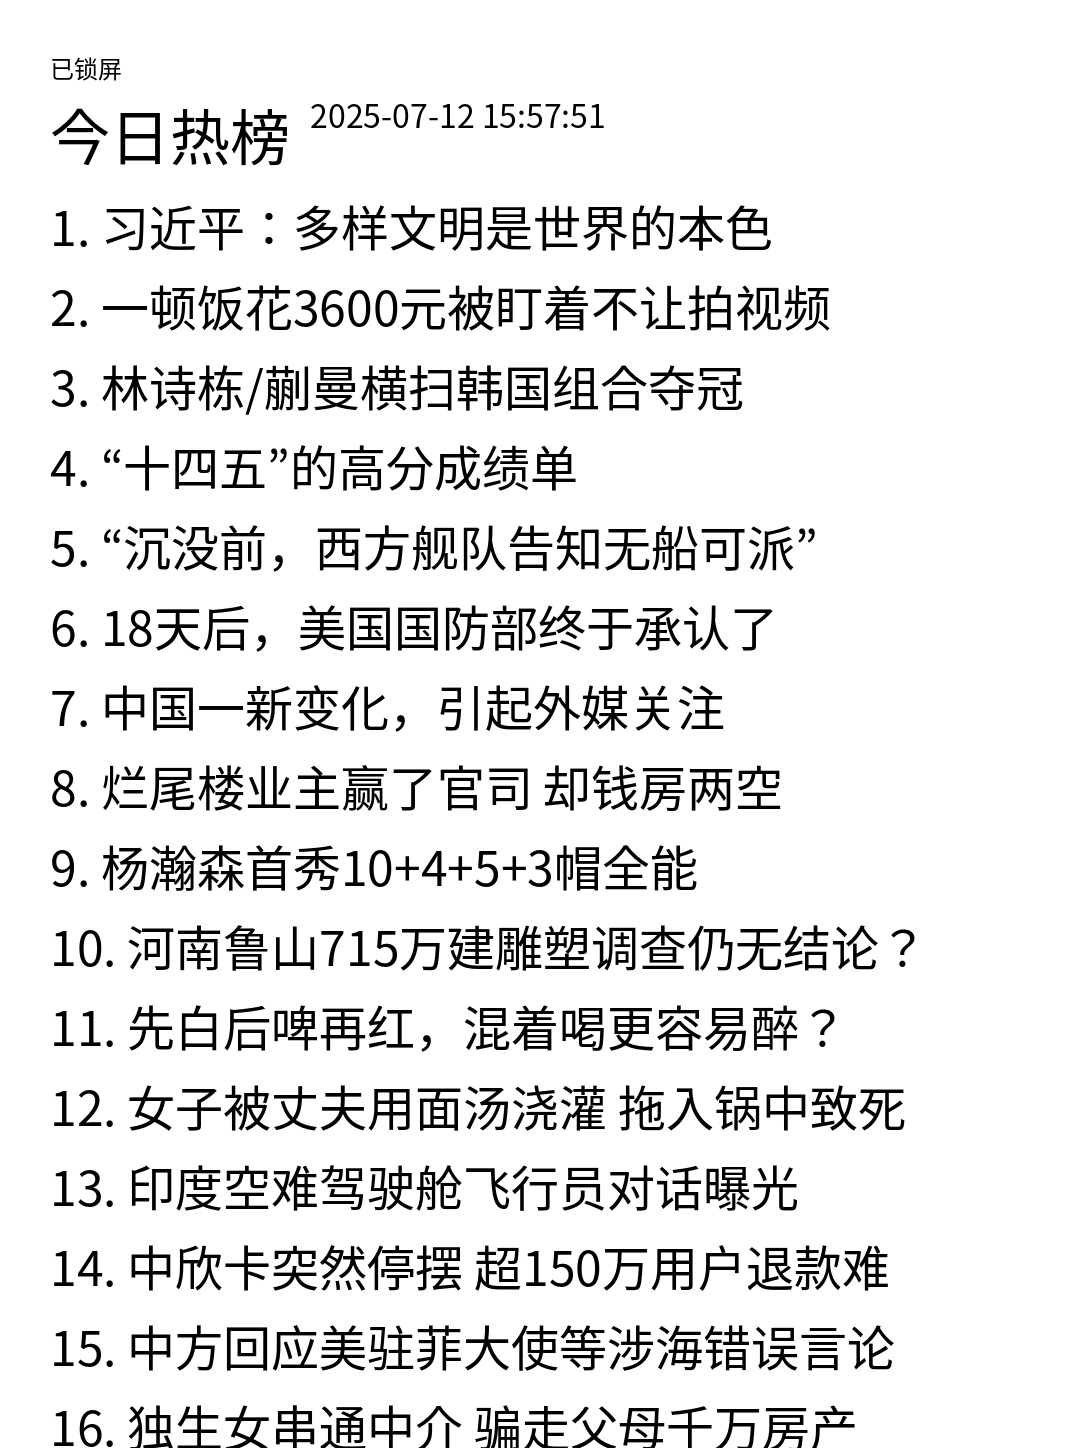 已锁屏
今日热榜 2025-07-12 15:57:51
1. 习近平：多样文明是世界的本色
2. 一顿饭花3600元被盯着不让拍视频
3. 林诗栋/蒯曼横扫韩国组合夺冠
4. “十四五”的高分成绩单
5. “沉没前，西方舰队告知无船可派”
6. 18天后，美国国防部终于承认了
7. 中国一新变化，引起外媒关注
8. 烂尾楼业主赢了官司 却钱房两空
9. 杨瀚森首秀10+4+5+3帽全能
10. 河南鲁山715万建雕塑调查仍无结论？
11. 先白后啤再红，混着喝更容易醉？
12. 女子被丈夫用面汤浇灌 拖入锅中致死
13. 印度空难驾驶舱飞行员对话曝光
14. 中欣卡突然停摆 超150万用户退款难
15. 中方回应美驻菲大使等涉海错误言论
16. 独生女串通中介 骗走父母千万房产